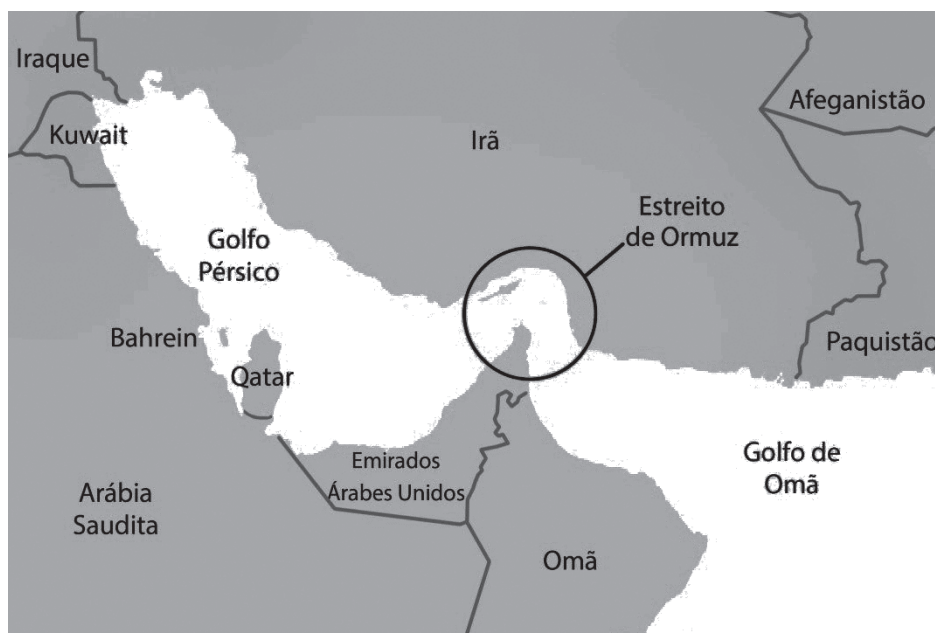 Iraque
Kuwait
Irã
Afeganistão
Estreito
de Ormuz
Golfo
Pérsico
Bahrein
Qatar
Paquistão
Emirados
Árabes Unidos
Golfo de
Omã
Arábia
Saudita
Omã